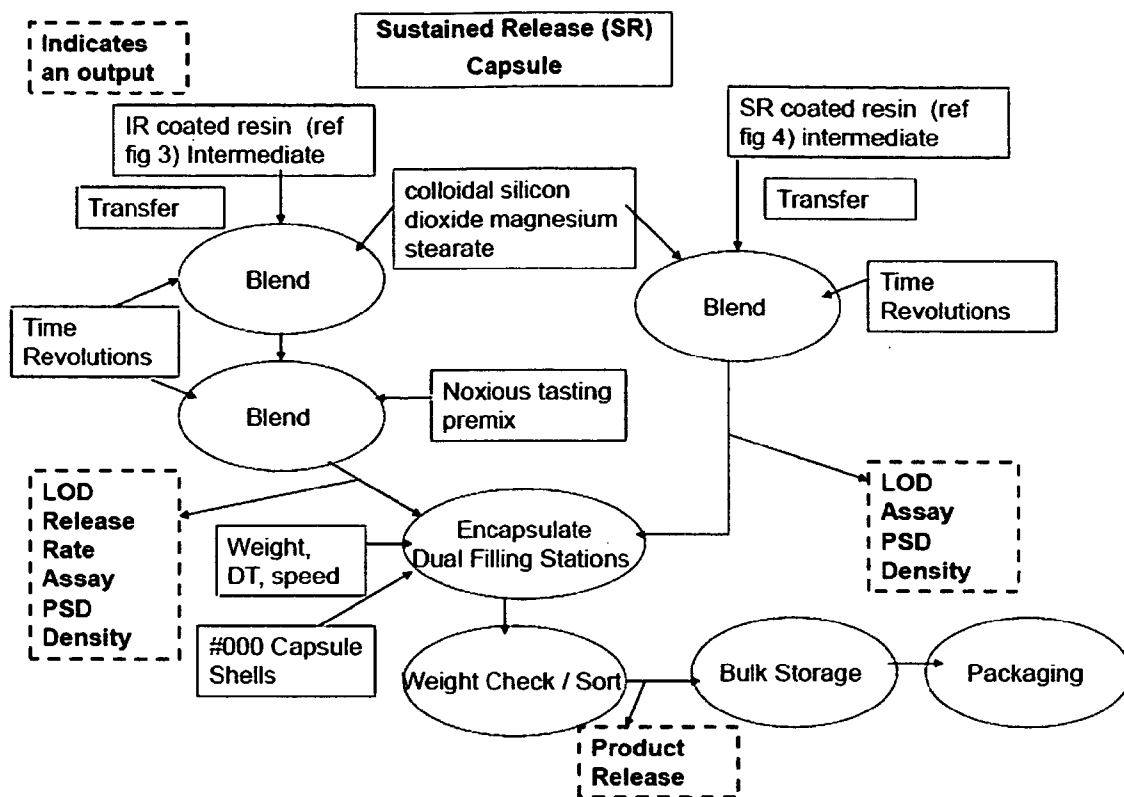 Indicates
an output
Sustained Release (SR)
Capsule
IR coated resin (ref
fig 3) Intermediate
SR coated resin (ref
fig 4) intermediate
Transfer
colloidal silicon
dioxide magnesium
stearate
Transfer
Blend
Blend
Time
Revolutions
Time
Revolutions
Blend
Noxious tasting
premix
LOD
Release
Rate
Assay
PSD
Density
Weight,
DT, speed
Encapsulate
Dual Filling Stations
LOD
Assay
PSD
Density
#000 Capsule
Shells
Weight Check / Sort
Bulk Storage
Packaging
Product
Release